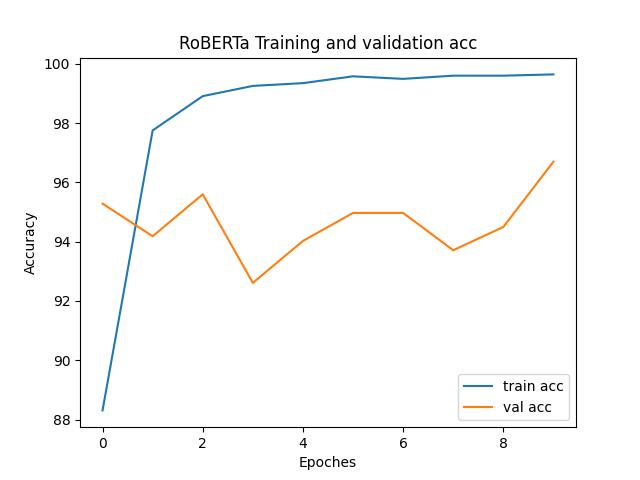 RoBERTa Training and validation acc
100
98
96
94
92
90
88
Accuracy
0 2 4 6 8
Epoches
train acc
val acc